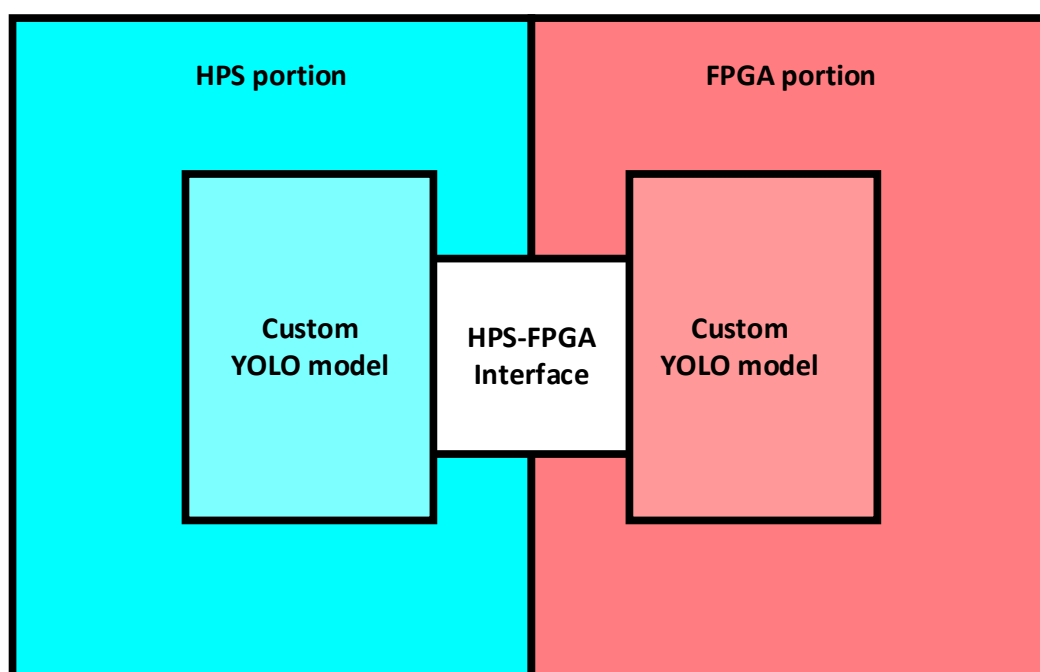 HPS portion
FPGA portion
Custom
YOLO model
HPS-FPGA
Interface
Custom
YOLO model